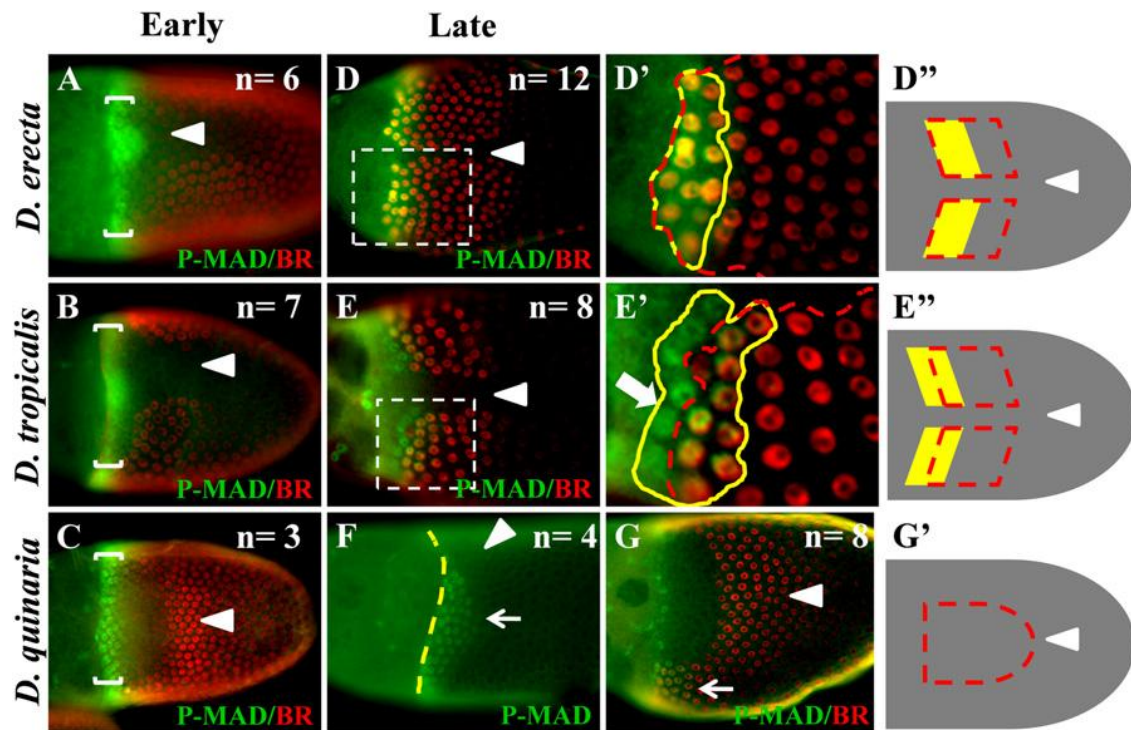 Early Late
D. erecta
A n= 6 P-MAD/BR
D n= 12 P-MAD/BR
D’
D’’
D. tropicalis
B n= 7 P-MAD/BR
E n= 8 P-MAD/BR
E’
E’’
D. quinaria
C n= 3 P-MAD/BR
F n= 4 P-MAD
G n= 8 P-MAD/BR
G’